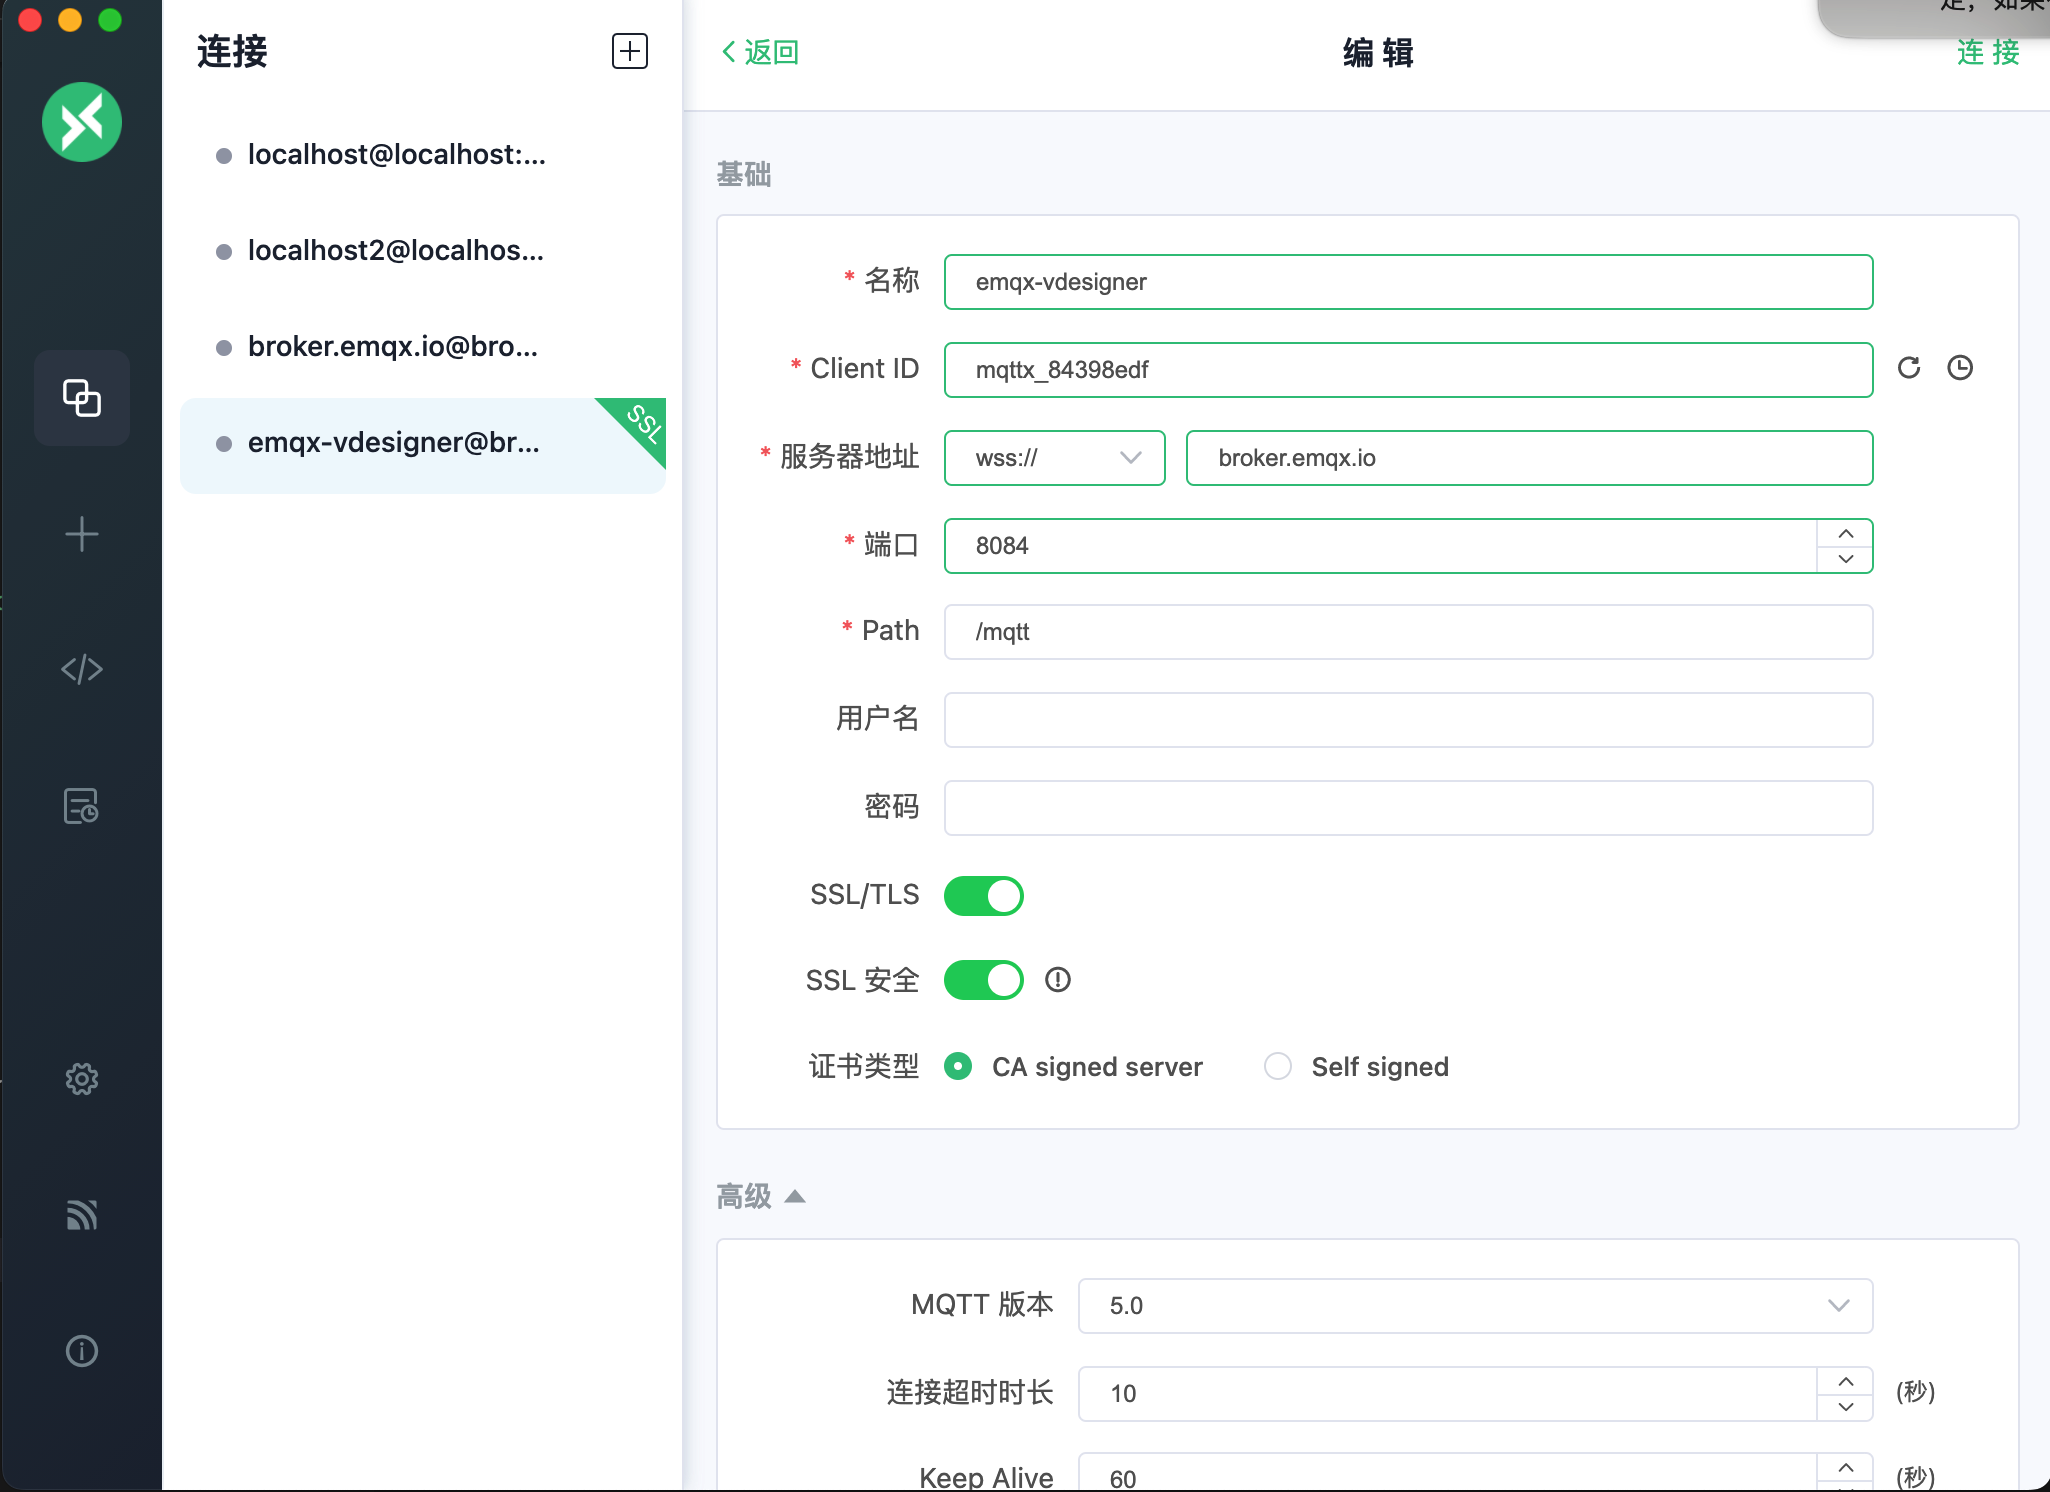 连接
localhost@localhost:...
localhost2@localhos...
broker.emqx.io@bro...
emqx-vdesigner@br...
SSL
返回
编 辑
连 接
基础
* 名称
emqx-vdesigner
* Client ID
mqttx_84398edf
* 服务器地址
wss://
broker.emqx.io
* 端口
8084
* Path
/mqtt
用户名
密码
SSL/TLS
SSL 安全
证书类型
CA signed server
Self signed
高级
MQTT 版本
5.0
连接超时时长
10
(秒)
Keep Alive
60
(秒)